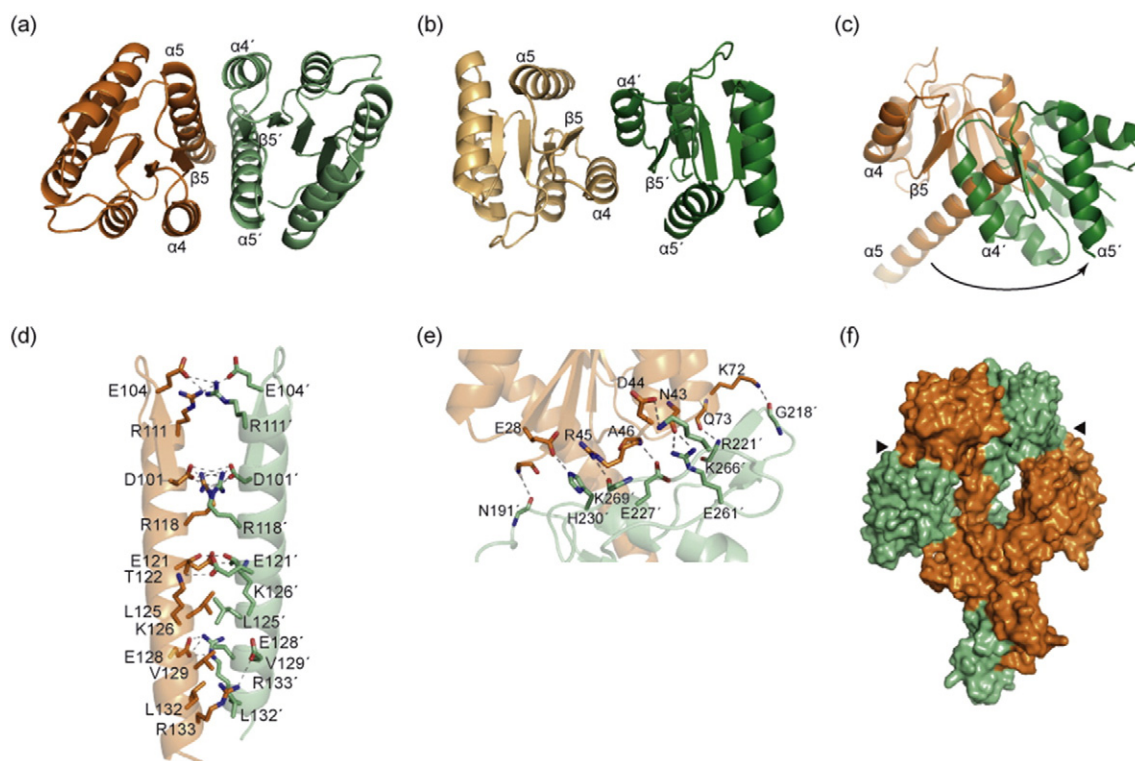 (a)
α5
α4´
β5´
β5
α4
α5´
(b)
α5
α4´
β5
β5´
α4
α5´
(c)
α4
β5
α5
α4´
α5´
(d)
E104
E104´
R111
R111´
D101
D101´
R118
R118´
E121
E121´
T122
K126´
L125
L125´
K126
E128´
E128
V129´
V129
R133´
L132
L132´
R133
(e)
K72
D44
N43
G218´
E28
R45
A46
Q73
R221´
K266´
K269´
N191´
H230´
E227´
E261´
(f)